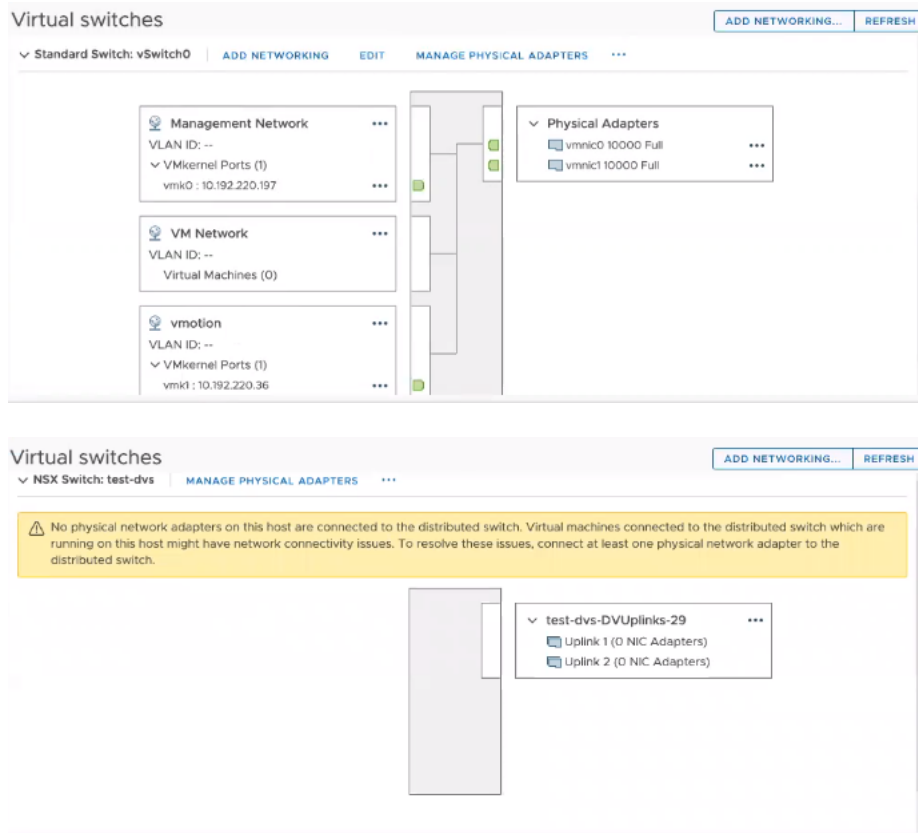 Virtual switches
ADD NETWORKING... REFRESH
Standard Switch: vSwitch0 ADD NETWORKING EDIT MANAGE PHYSICAL ADAPTERS ...
Management Network ...
VLAN ID: --
VMkernel Ports (1)
vmk0 : 10.192.220.197 ...
Physical Adapters
vmnic0 10000 Full ...
vmnic1 10000 Full ...
VM Network ...
VLAN ID: --
Virtual Machines (0)
vmotion ...
VLAN ID: --
VMkernel Ports (1)
vmk1 : 10.192.220.36 ...
Virtual switches
ADD NETWORKING... REFRESH
NSX Switch: test-dvs MANAGE PHYSICAL ADAPTERS ...
No physical network adapters on this host are connected to the distributed switch. Virtual machines connected to the distributed switch which are
running on this host might have network connectivity issues. To resolve these issues, connect at least one physical network adapter to the
distributed switch.
test-dvs-DVUplinks-29 ...
Uplink 1 (0 NIC Adapters)
Uplink 2 (0 NIC Adapters)